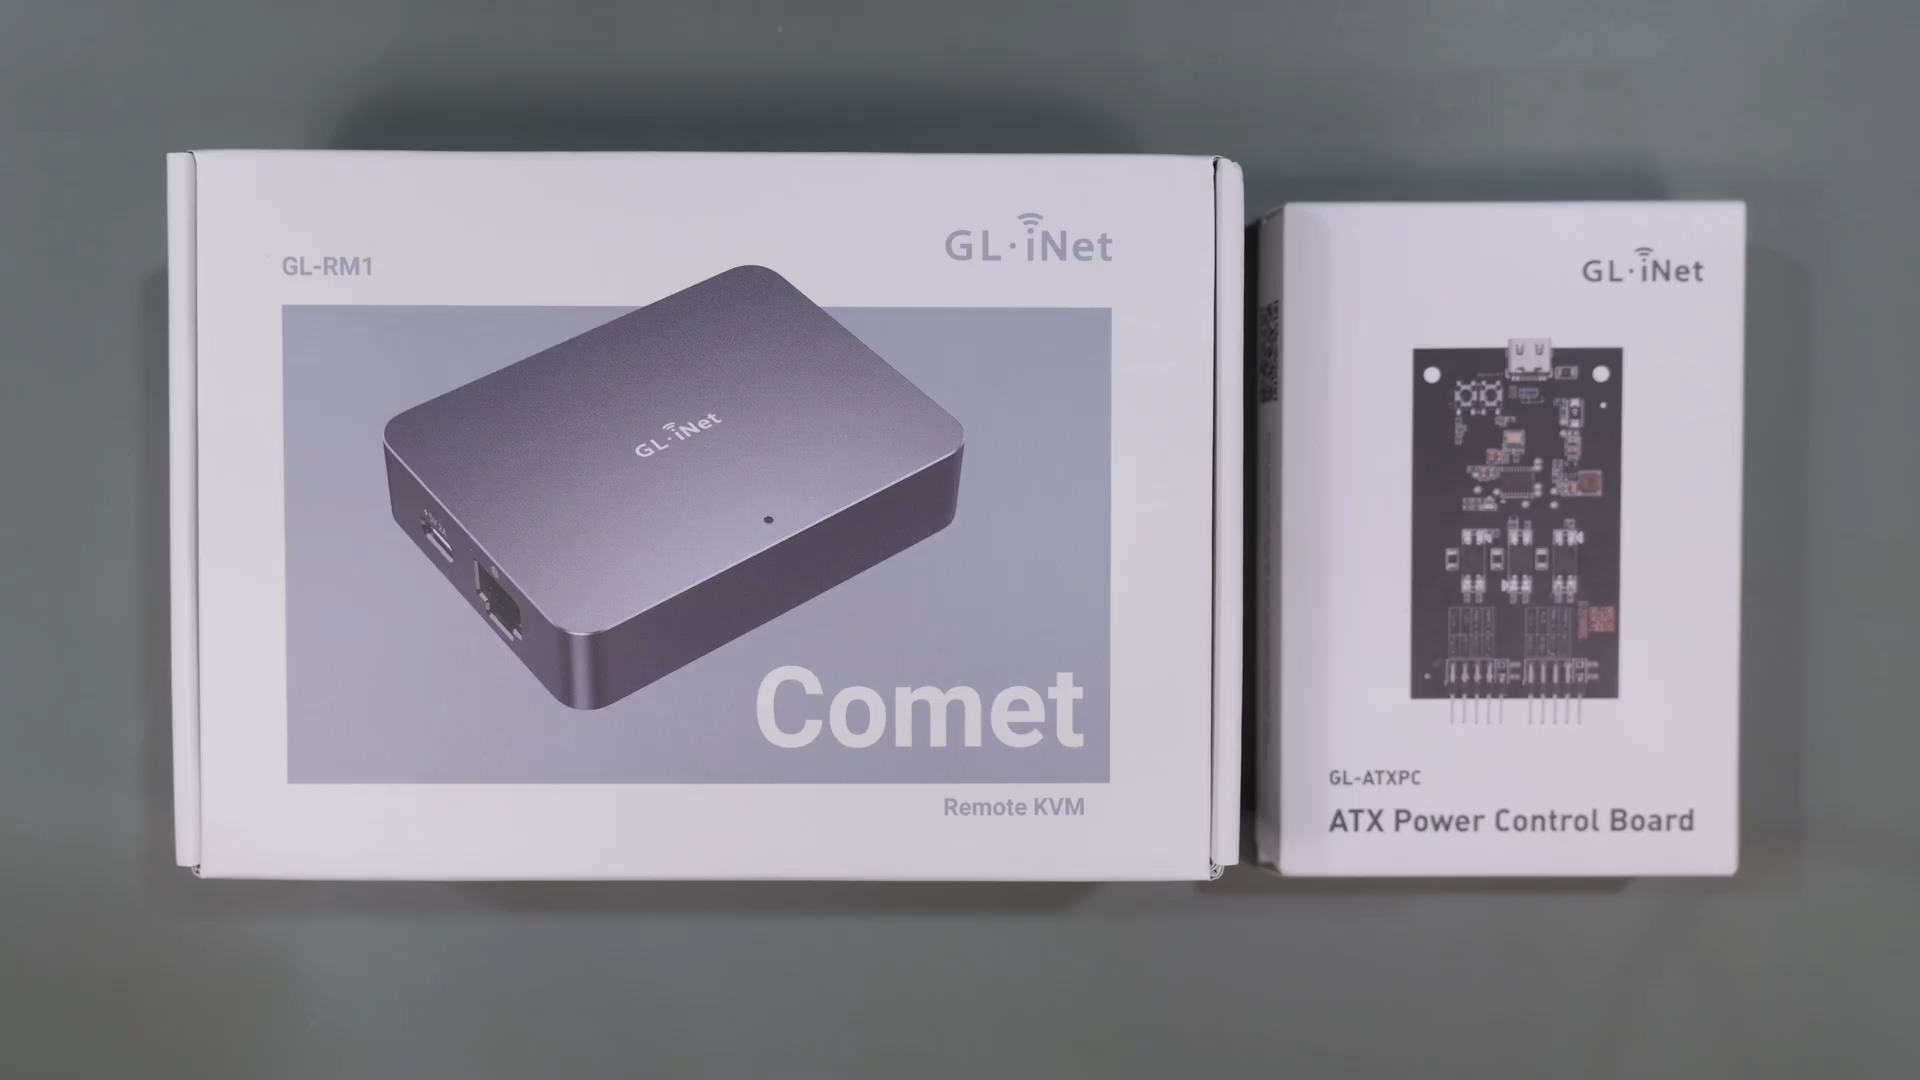 GL-RM1
GL·iNet
GL·iNet
Comet
Remote KVM
GL·iNet
GL-ATXPC
ATX Power Control Board